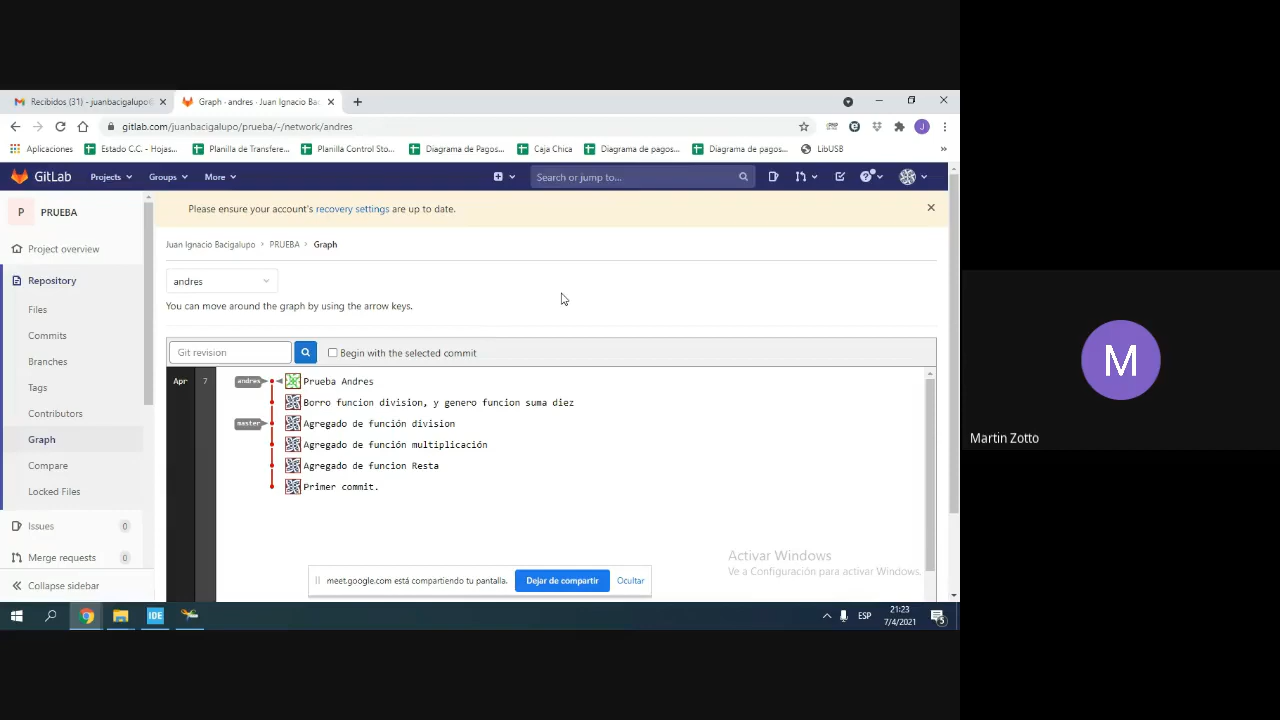 Recibidos (31) - juanbacigalupo@
Graph · andres · Juan Ignacio Bac
gitlab.com/juanbacigalupo/prueba/-/network/andres
Aplicaciones
Estado C.C. - Hojas...
Planilla de Transfere...
Planilla Control Sto...
Diagrama de Pagos...
Caja Chica
Diagrama de pagos...
Diagrama de pagos...
LibUSB
»
GitLab
Projects
Groups
More
Search or jump to...
P
PRUEBA
Please ensure your account's recovery settings are up to date.
Project overview
Juan Ignacio Bacigalupo > PRUEBA > Graph
Repository
andres
Files
You can move around the graph by using the arrow keys.
Commits
Git revision
Begin with the selected commit
Branches
Apr
7
andres
Prueba Andres
Tags
Borro funcion division, y genero funcion suma diez
Contributors
master
Agregado de función division
Graph
Agregado de función multiplicación
Compare
Agregado de funcion Resta
Locked Files
Primer commit.
Issues
0
Merge requests
0
Collapse sidebar
Activar Windows
Ve a Configuración para activar Windows.
meet.google.com está compartiendo tu pantalla.
Dejar de compartir
Ocultar
IDE
ESP
21:23
7/4/2021
5
J
M
Martin Zotto